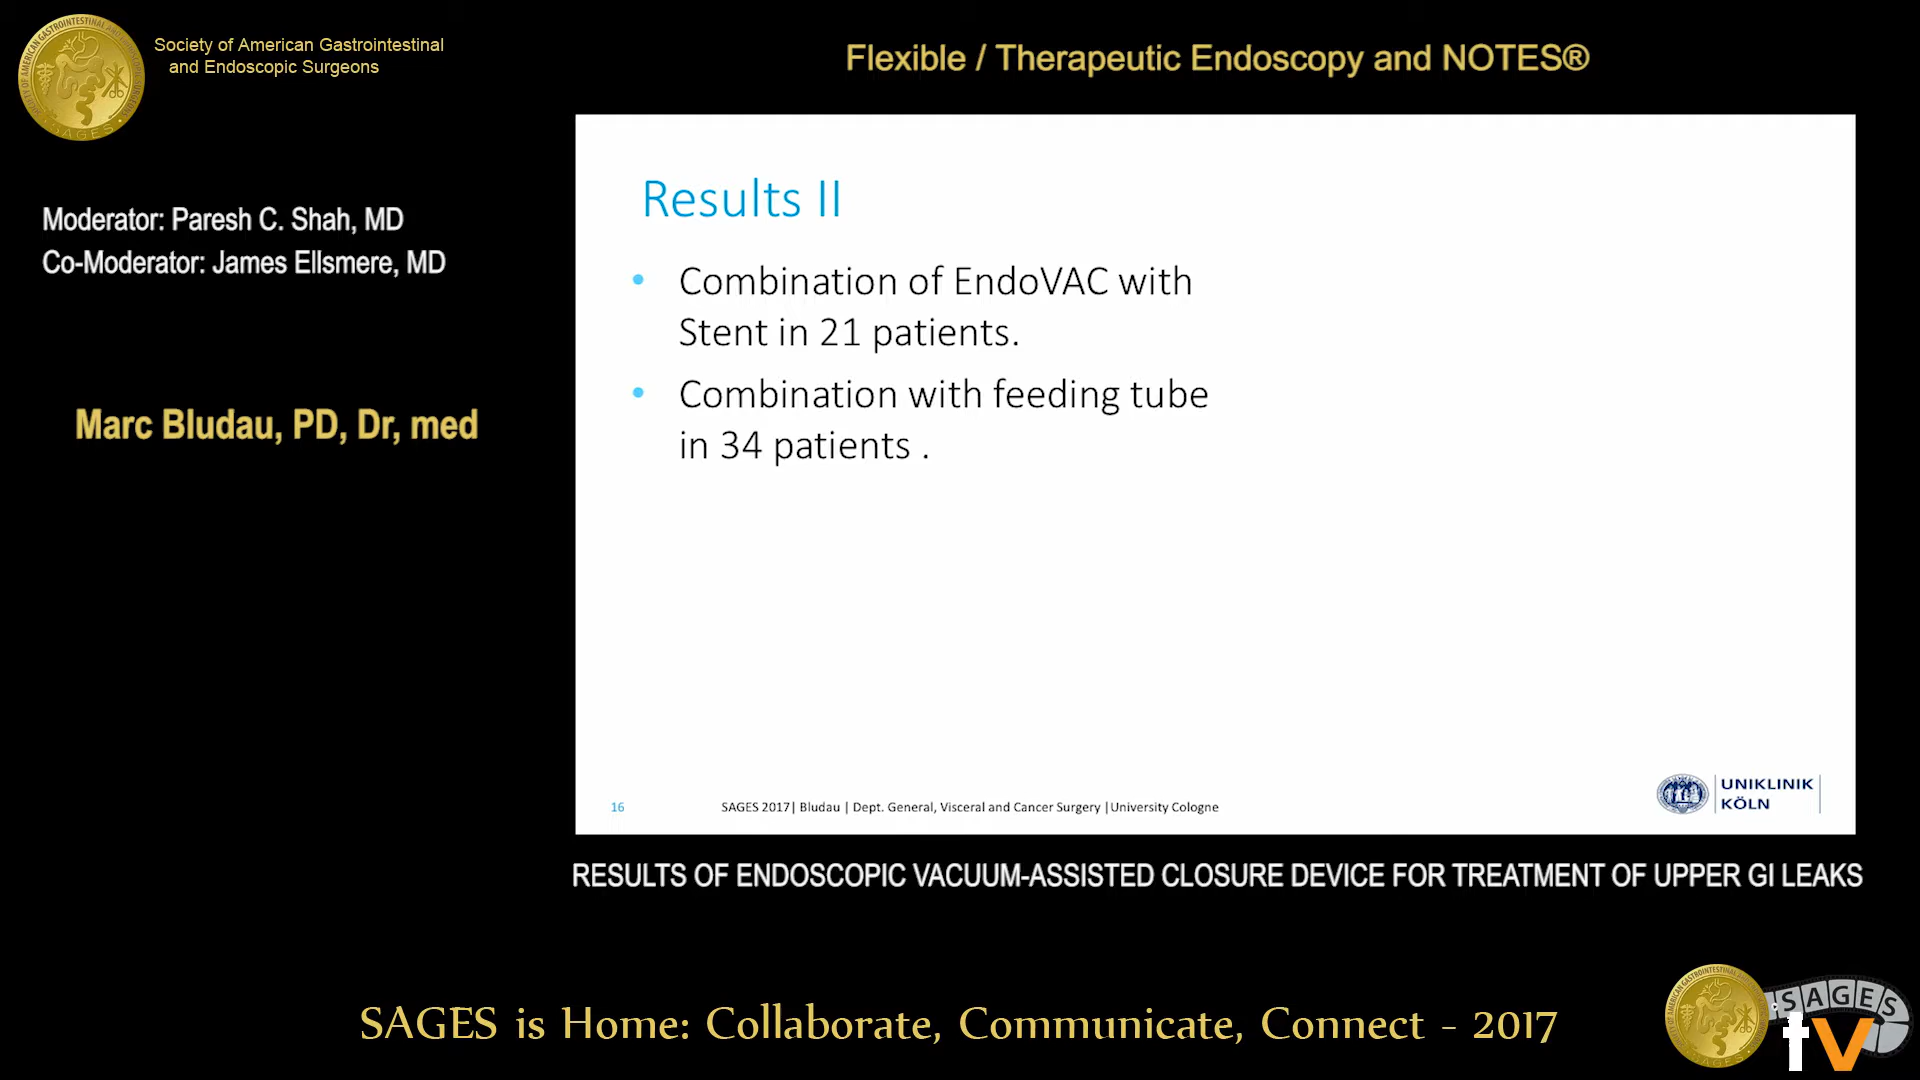 Society of American Gastrointestinal
and Endoscopic Surgeons
Flexible / Therapeutic Endoscopy and NOTES®
Moderator: Paresh C. Shah, MD
Co-Moderator: James Ellsmere, MD
Marc Bludau, PD, Dr, med
Results II
• Combination of EndoVAC with
Stent in 21 patients.
• Combination with feeding tube
in 34 patients .
16
SAGES 2017| Bludau | Dept. General, Visceral and Cancer Surgery |University Cologne
UNIKLINIK
KÖLN
RESULTS OF ENDOSCOPIC VACUUM-ASSISTED CLOSURE DEVICE FOR TREATMENT OF UPPER GI LEAKS
SAGES is Home: Collaborate, Communicate, Connect - 2017
SAGES
tv